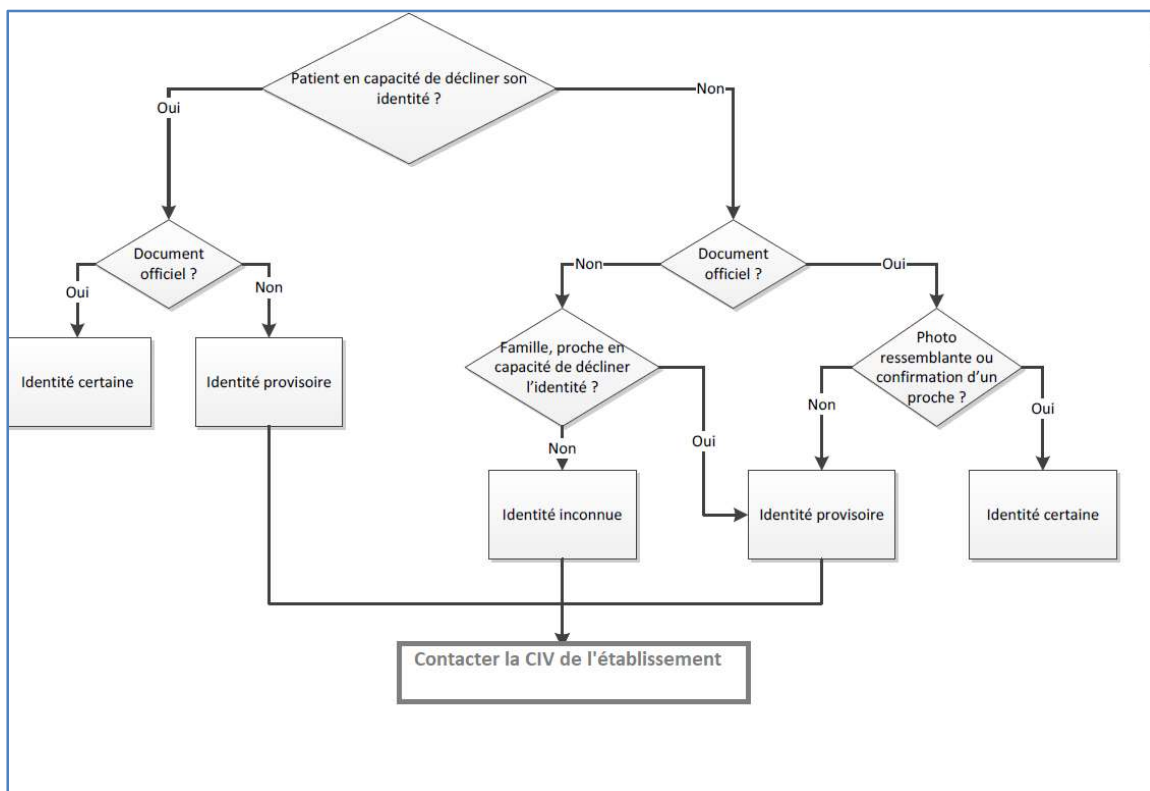 Patient en capacité de décliner son
identité ?
Oui
Non
Document
officiel ?
Document
officiel ?
Oui
Non
Non
Oui
Identité certaine
Identité provisoire
Famille, proche en
capacité de décliner
l’identité ?
Photo
ressemblante ou
confirmation d’un
proche ?
Non
Oui
Non
Oui
Identité inconnue
Identité provisoire
Identité certaine
Contacter la CIV de l'établissement